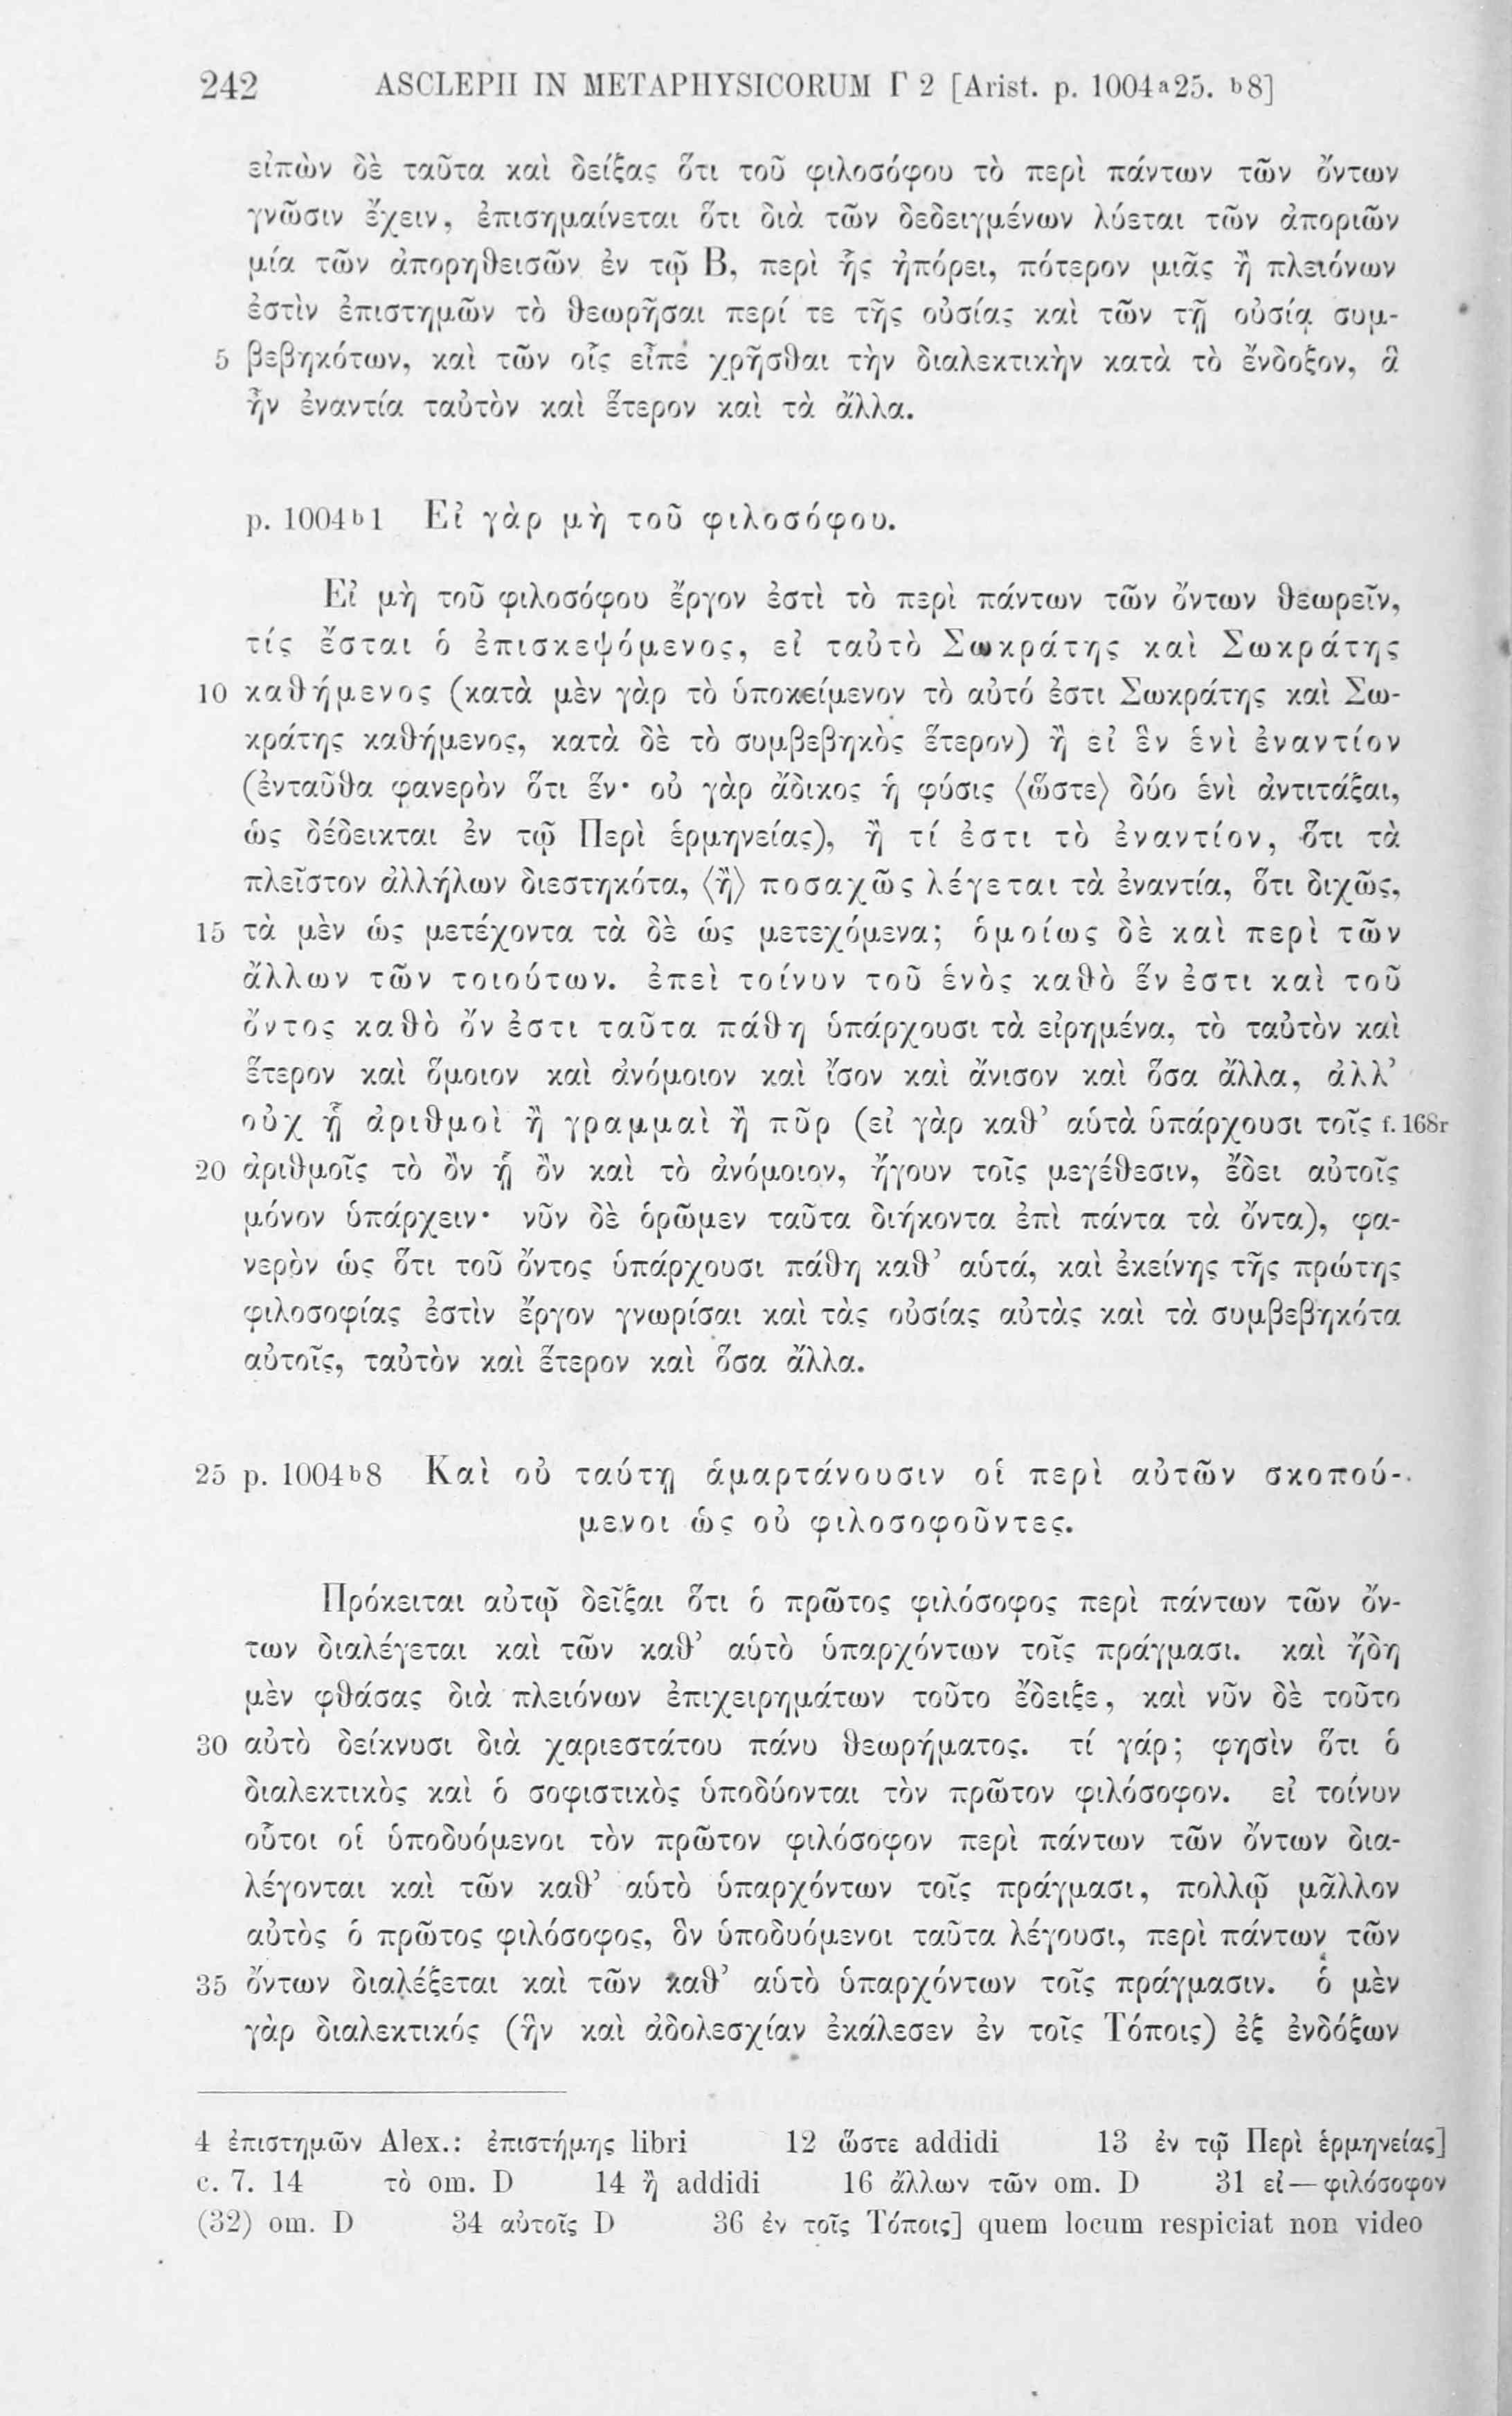 242 ASCLEPII IN METAPHYSICORUM Γ 2 [Arist. p. 1004ᵃ25. ᵇ8]
εἰπὼν δὲ ταῦτα καὶ δείξας ὅτι τοῦ φιλοσόφου τὸ περὶ πάντων τῶν ὄντων
γνῶσιν ἔχειν, ἐπισημαίνεται ὅτι διὰ τῶν δεδειγμένων λύεται τῶν ἀποριῶν
μία τῶν ἀπορηθεισῶν ἐν τῷ Β, περὶ ἧς ἠπόρει, πότερον μιᾶς ἢ πλειόνων
ἐστὶν ἐπιστημῶν τὸ θεωρῆσαι περί τε τῆς οὐσίας καὶ τῶν τῇ οὐσίᾳ συμ-
5 βεβηκότων, καὶ τῶν οἷς εἶπε χρῆσθαι τὴν διαλεκτικὴν κατὰ τὸ ἔνδοξον, ἃ
ἦν ἐναντία ταὐτὸν καὶ ἕτερον καὶ τὰ ἄλλα.
p. 1004ᵇ1 Εἰ γὰρ μὴ τοῦ φιλοσόφου.
Εἰ μὴ τοῦ φιλοσόφου ἔργον ἐστὶ τὸ περὶ πάντων τῶν ὄντων θεωρεῖν,
τίς ἔσται ὁ ἐπισκεψόμενος, εἰ ταὐτὸ Σωκράτης καὶ Σωκράτης
10 καθήμενος (κατὰ μὲν γὰρ τὸ ὑποκείμενον τὸ αὐτό ἐστι Σωκράτης καὶ Σω-
κράτης καθήμενος, κατὰ δὲ τὸ συμβεβηκὸς ἕτερον) ἢ εἰ ἓν ἑνὶ ἐναντίον
(ἐνταῦθα φανερὸν ὅτι ἕν· οὐ γὰρ ἄδικος ἡ φύσις ⟨ὥστε⟩ δύο ἑνὶ ἀντιτάξαι,
ὡς δέδεικται ἐν τῷ Περὶ ἑρμηνείας), ἢ τί ἐστι τὸ ἐναντίον, ὅτι τὰ
πλεῖστον ἀλλήλων διεστηκότα, ⟨ἢ⟩ ποσαχῶς λέγεται τὰ ἐναντία, ὅτι διχῶς,
15 τὰ μὲν ὡς μετέχοντα τὰ δὲ ὡς μετεχόμενα; ὁμοίως δὲ καὶ περὶ τῶν
ἄλλων τῶν τοιούτων. ἐπεὶ τοίνυν τοῦ ἑνὸς καθὸ ἕν ἐστι καὶ τοῦ
ὄντος καθὸ ὄν ἐστι ταῦτα πάθη ὑπάρχουσι τὰ εἰρημένα, τὸ ταὐτὸν καὶ
ἕτερον καὶ ὅμοιον καὶ ἀνόμοιον καὶ ἴσον καὶ ἄνισον καὶ ὅσα ἄλλα, ἀλλ’
οὐχ ᾗ ἀριθμοὶ ἢ γραμμαὶ ἢ πῦρ (εἰ γὰρ καθ’ αὑτὰ ὑπάρχουσι τοῖς f. 168r
20 ἀριθμοῖς τὸ ὂν ᾗ ὂν καὶ τὸ ἀνόμοιον, ἤγουν τοῖς μεγέθεσιν, ἔδει αὐτοῖς
μόνον ὑπάρχειν· νῦν δὲ ὁρῶμεν ταῦτα διήκοντα ἐπὶ πάντα τὰ ὄντα), φα-
νερὸν ὡς ὅτι τοῦ ὄντος ὑπάρχουσι πάθη καθ’ αὑτά, καὶ ἐκείνης τῆς πρώτης
φιλοσοφίας ἐστὶν ἔργον γνωρίσαι καὶ τὰς οὐσίας αὐτὰς καὶ τὰ συμβεβηκότα
αὐτοῖς, ταὐτὸν καὶ ἕτερον καὶ ὅσα ἄλλα.
25 p. 1004ᵇ8 Καὶ οὐ ταύτῃ ἁμαρτάνουσιν οἱ περὶ αὐτῶν σκοπού-
μενοι ὡς οὐ φιλοσοφοῦντες.
Πρόκειται αὐτῷ δεῖξαι ὅτι ὁ πρῶτος φιλόσοφος περὶ πάντων τῶν ὄν-
των διαλέγεται καὶ τῶν καθ’ αὑτὸ ὑπαρχόντων τοῖς πράγμασι. καὶ ἤδη
μὲν φθάσας διὰ πλειόνων ἐπιχειρημάτων τοῦτο ἔδειξε, καὶ νῦν δὲ τοῦτο
30 αὐτὸ δείκνυσι διὰ χαριεστάτου πάνυ θεωρήματος. τί γάρ; φησὶν ὅτι ὁ
διαλεκτικὸς καὶ ὁ σοφιστικὸς ὑποδύονται τὸν πρῶτον φιλόσοφον. εἰ τοίνυν
οὗτοι οἱ ὑποδυόμενοι τὸν πρῶτον φιλόσοφον περὶ πάντων τῶν ὄντων δια-
λέγονται καὶ τῶν καθ’ αὑτὸ ὑπαρχόντων τοῖς πράγμασι, πολλῷ μᾶλλον
αὐτὸς ὁ πρῶτος φιλόσοφος, ὃν ὑποδυόμενοι ταῦτα λέγουσι, περὶ πάντων τῶν
35 ὄντων διαλέξεται καὶ τῶν καθ’ αὑτὸ ὑπαρχόντων τοῖς πράγμασιν. ὁ μὲν
γὰρ διαλεκτικός (ἣν καὶ ἀδολεσχίαν ἐκάλεσεν ἐν τοῖς Τόποις) ἐξ ἐνδόξων
4 ἐπιστημῶν Alex.: ἐπιστήμης libri 12 ὥστε addidi 13 ἐν τῷ Περὶ ἑρμηνείας]
c. 7. 14 τὸ om. D 14 ἢ addidi 16 ἄλλων τῶν om. D 31 εἰ — φιλόσοφον
(32) om. D 34 αὐτοῖς D 36 ἐν τοῖς Τόποις] quem locum respiciat non video